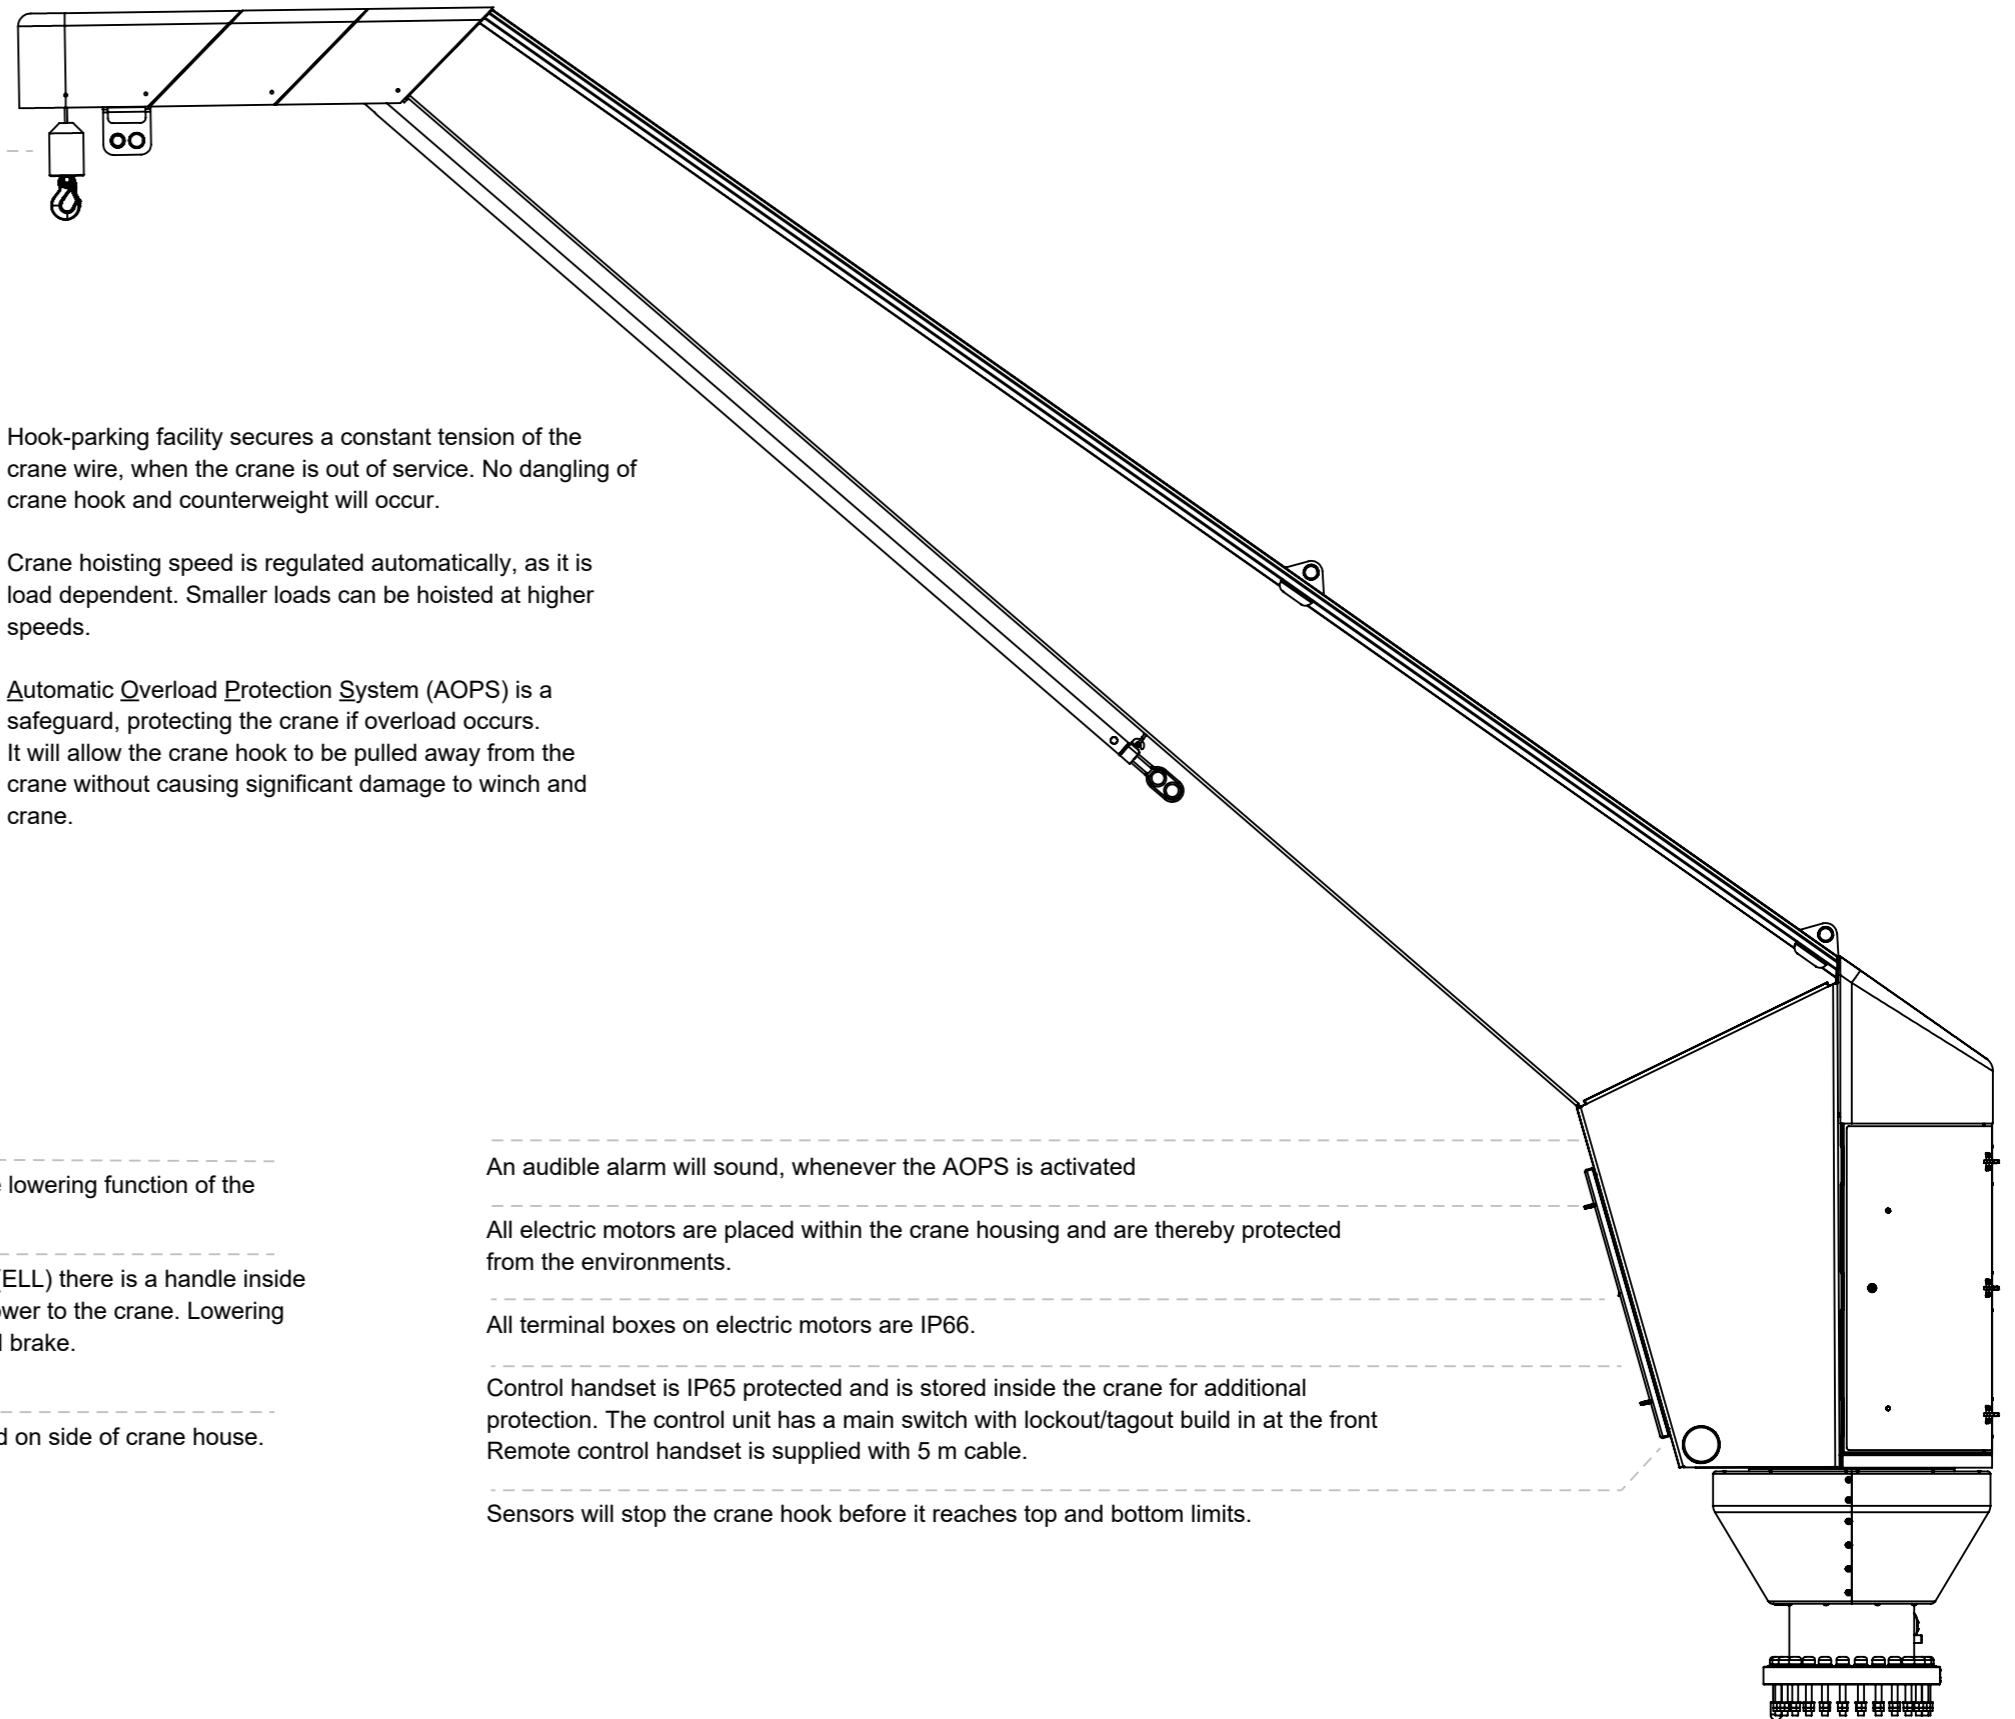 Hook-parking facility secures a constant tension of the
crane wire, when the crane is out of service. No dangling of
crane hook and counterweight will occur.
Crane hoisting speed is regulated automatically, as it is
load dependent. Smaller loads can be hoisted at higher
speeds.
Automatic Overload Protection System (AOPS) is a
safeguard, protecting the crane if overload occurs.
It will allow the crane hook to be pulled away from the
crane without causing significant damage to winch and
crane.
lowering function of the
(ELL) there is a handle inside
to the crane. Lowering
brake.
on side of crane house.
An audible alarm will sound, whenever the AOPS is activated
All electric motors are placed within the crane housing and are thereby protected
from the environments.
All terminal boxes on electric motors are IP66.
Control handset is IP65 protected and is stored inside the crane for additional
protection. The control unit has a main switch with lockout/tagout build in at the front
Remote control handset is supplied with 5 m cable.
Sensors will stop the crane hook before it reaches top and bottom limits.